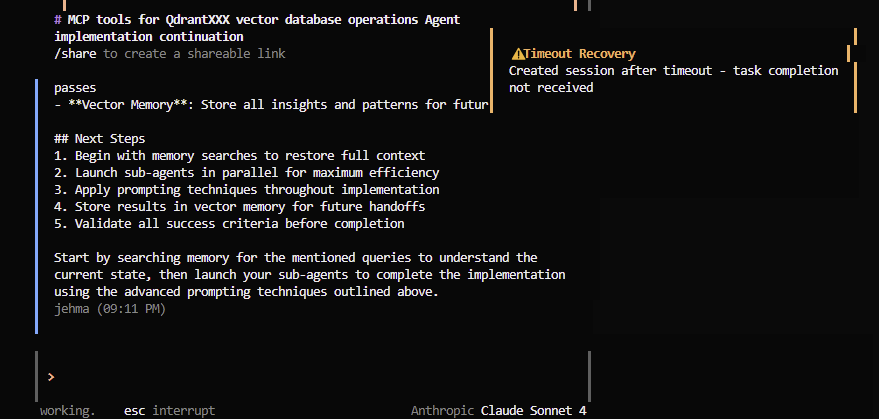 # MCP tools for QdrantXXX vector database operations Agent
implementation continuation
/share to create a shareable link
⚠Timeout Recovery
Created session after timeout - task completion
not received
passes
- **Vector Memory**: Store all insights and patterns for futur
## Next Steps
1. Begin with memory searches to restore full context
2. Launch sub-agents in parallel for maximum efficiency
3. Apply prompting techniques throughout implementation
4. Store results in vector memory for future handoffs
5. Validate all success criteria before completion
Start by searching memory for the mentioned queries to understand the
current state, then launch your sub-agents to complete the implementation
using the advanced prompting techniques outlined above.
jehma (09:11 PM)
>
working.    esc interrupt    Anthropic Claude Sonnet 4